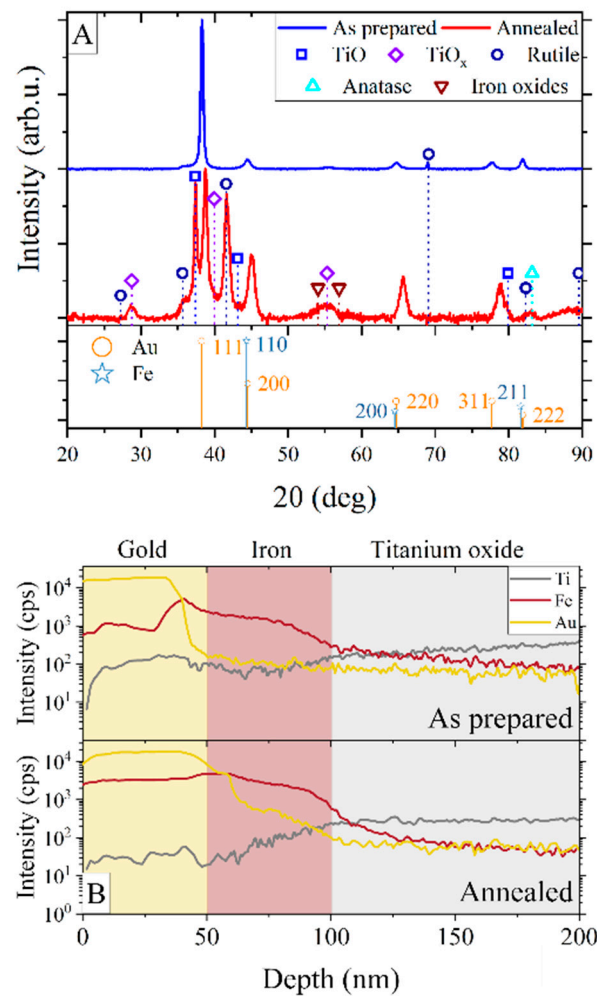 A
As prepared Annealed
TiO TiOx Rutile
Anatase Iron oxides
Intensity (arb.u.)
Au
Fe
111 110
200
200 220 311 211
222
20 30 40 50 60 70 80 90
20 (deg)
Gold Iron Titanium oxide
10⁴
10³
10²
10¹
Ti
Fe
Au
Intensity (cps)
As prepared
10⁴
10³
10²
10¹
10⁰
Intensity (cps)
B
Annealed
0 50 100 150 200
Depth (nm)